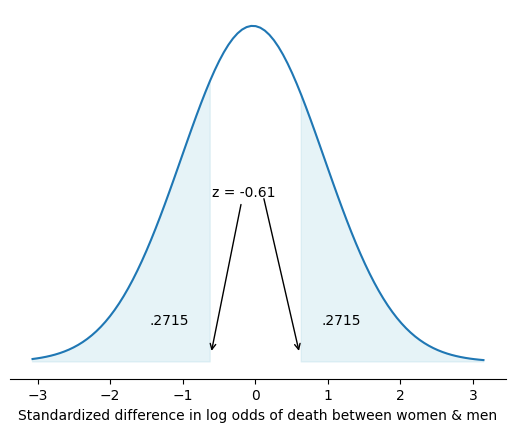 z = -0.61
.2715
.2715
−3 −2 −1 0 1 2 3
Standardized difference in log odds of death between women & men